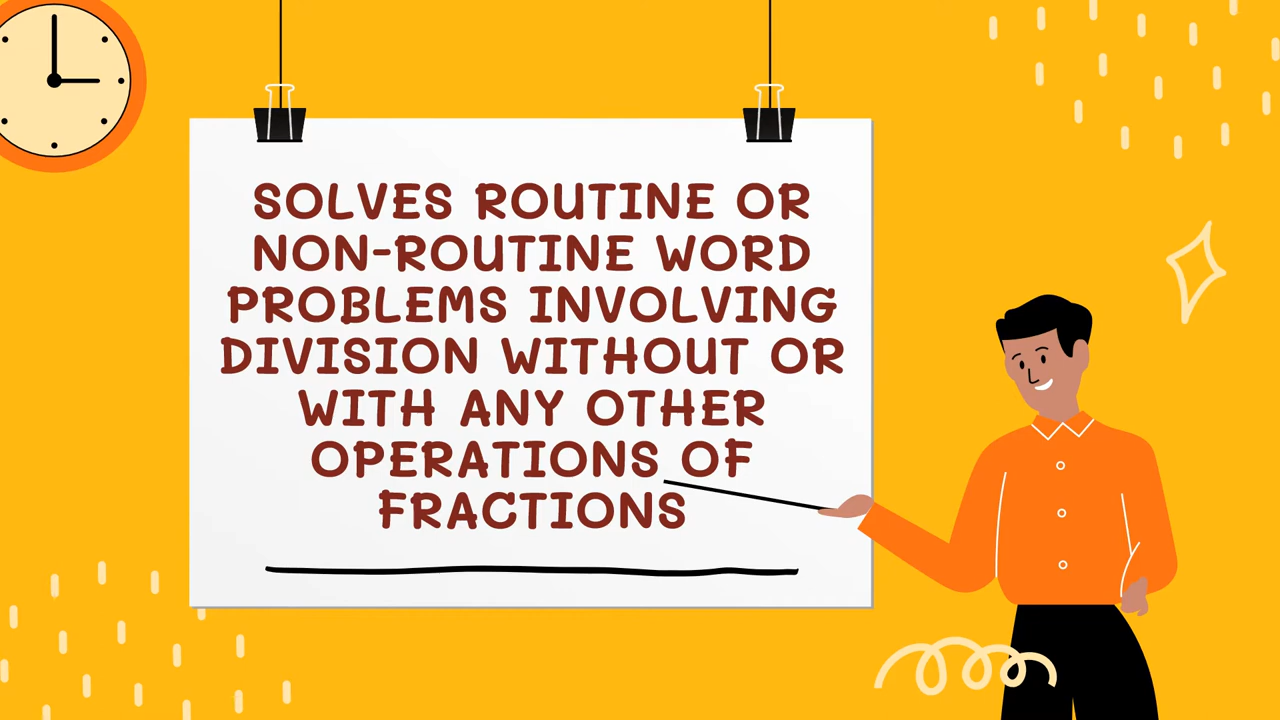 SOLVES ROUTINE OR
NON-ROUTINE WORD
PROBLEMS INVOLVING
DIVISION WITHOUT OR
WITH ANY OTHER
OPERATIONS OF
FRACTIONS